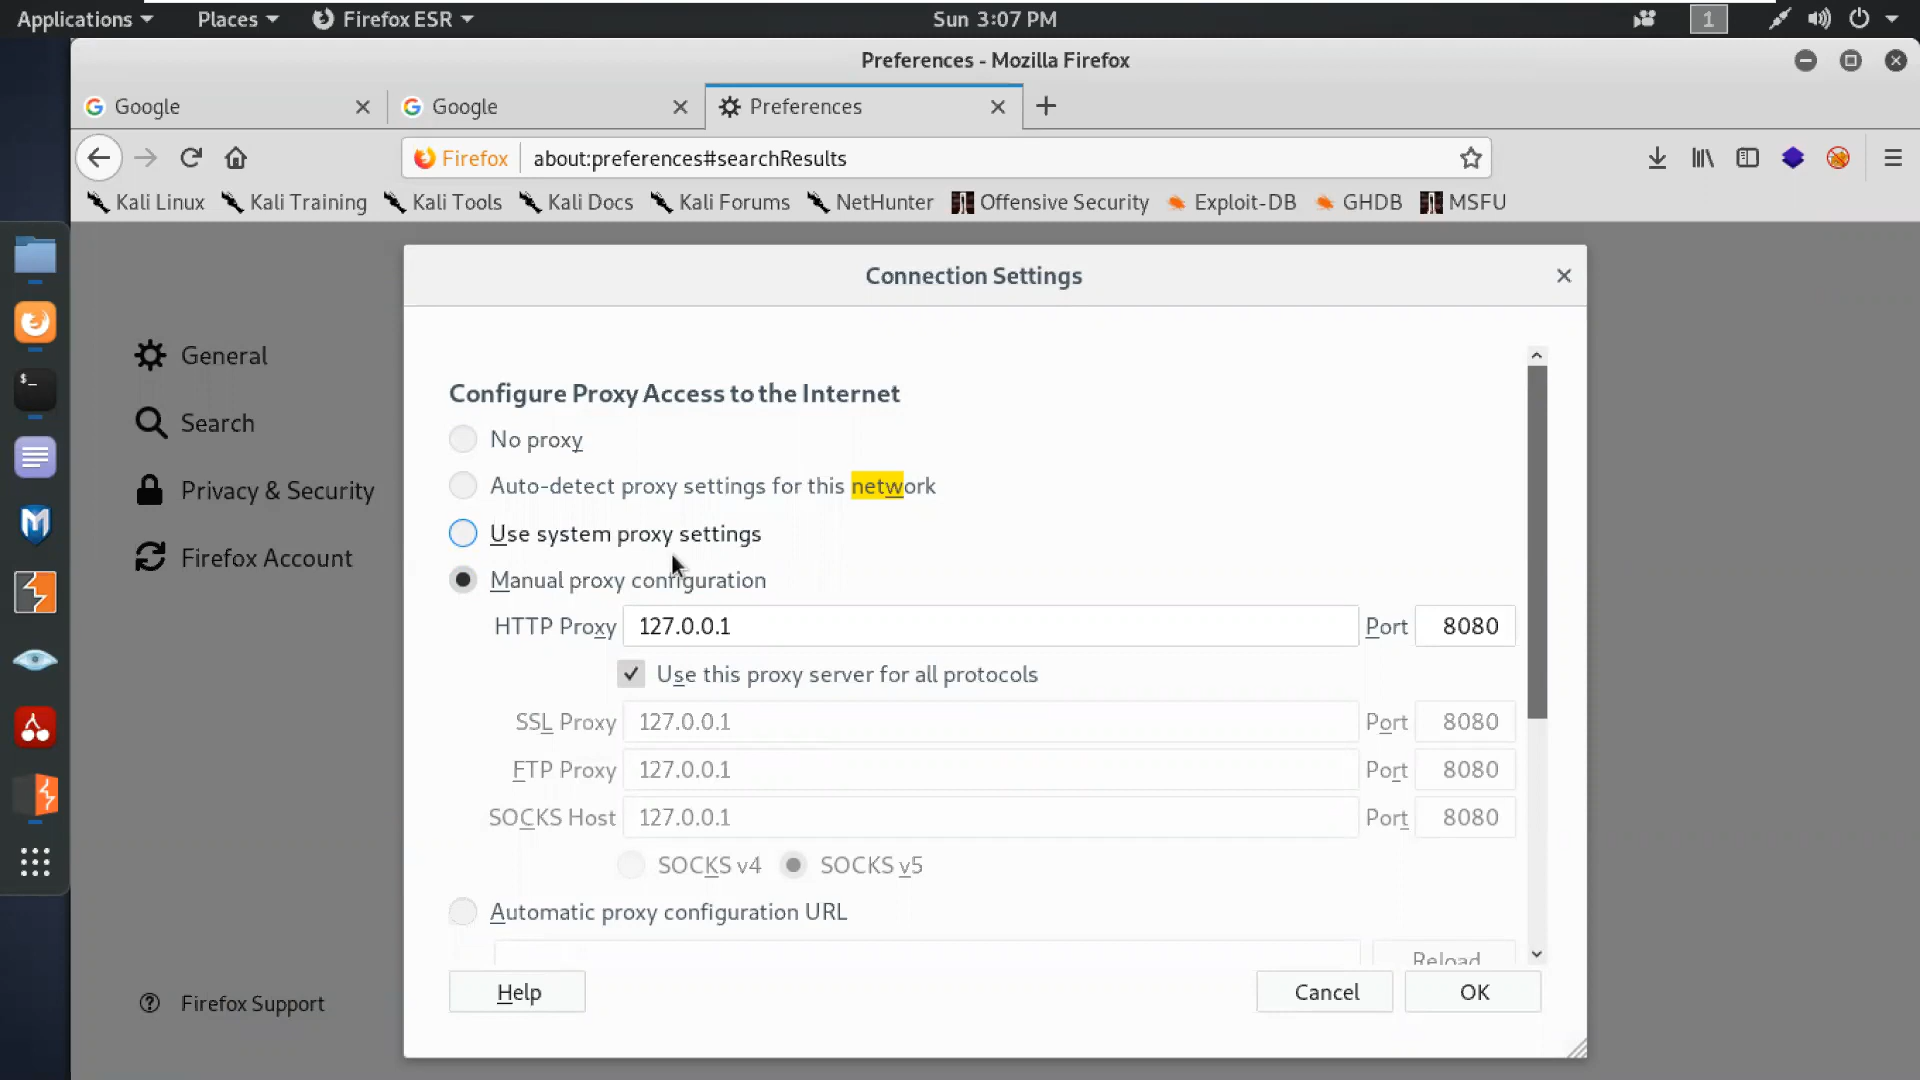 Applications Places Firefox ESR Sun 3:07 PM 1
Preferences - Mozilla Firefox
Google Google Preferences
Firefox about:preferences#searchResults
Kali Linux Kali Training Kali Tools Kali Docs Kali Forums NetHunter Offensive Security Exploit-DB GHDB MSFU
Connection Settings
General
Search
Privacy & Security
Firefox Account
Firefox Support
Configure Proxy Access to the Internet
No proxy
Auto-detect proxy settings for this network
Use system proxy settings
Manual proxy configuration
HTTP Proxy 127.0.0.1 Port 8080
Use this proxy server for all protocols
SSL Proxy 127.0.0.1 Port 8080
FTP Proxy 127.0.0.1 Port 8080
SOCKS Host 127.0.0.1 Port 8080
SOCKS v4 SOCKS v5
Automatic proxy configuration URL
Reload
Help Cancel OK